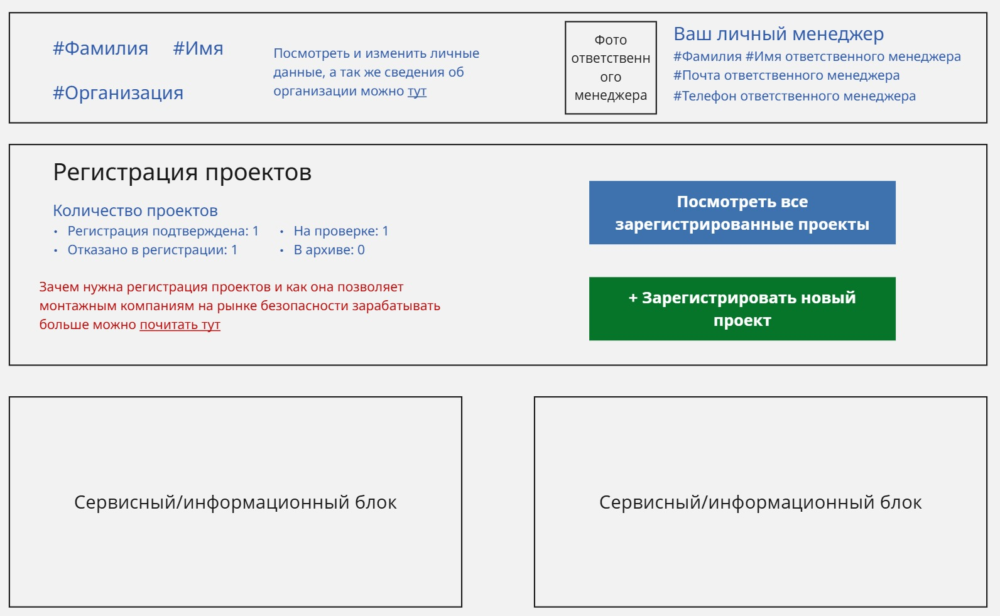 #Фамилия #Имя
#Организация
Посмотреть и изменить личные
данные, а так же сведения об
организации можно тут
Фото
ответственн
ого
менеджера
Ваш личный менеджер
#Фамилия #Имя ответственного менеджера
#Почта ответственного менеджера
#Телефон ответственного менеджера
Регистрация проектов
Количество проектов
• Регистрация подтверждена: 1
• Отказано в регистрации: 1
• На проверке: 1
• В архиве: 0
Зачем нужна регистрация проектов и как она позволяет
монтажным компаниям на рынке безопасности зарабатывать
больше можно почитать тут
Посмотреть все
зарегистрированные проекты
+ Зарегистрировать новый
проект
Сервисный/информационный блок
Сервисный/информационный блок